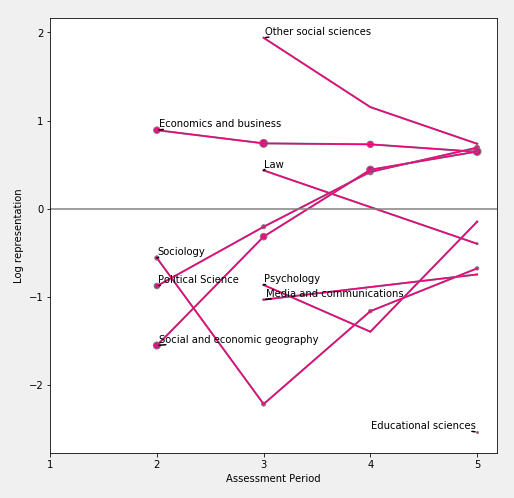 2
Other social sciences
Economics and business
1
Law
0
Sociology
Political Science
Psychology
Media and communications
−1
Social and economic geography
−2
Educational sciences
1
2
3
4
5
Assessment Period
Log representation